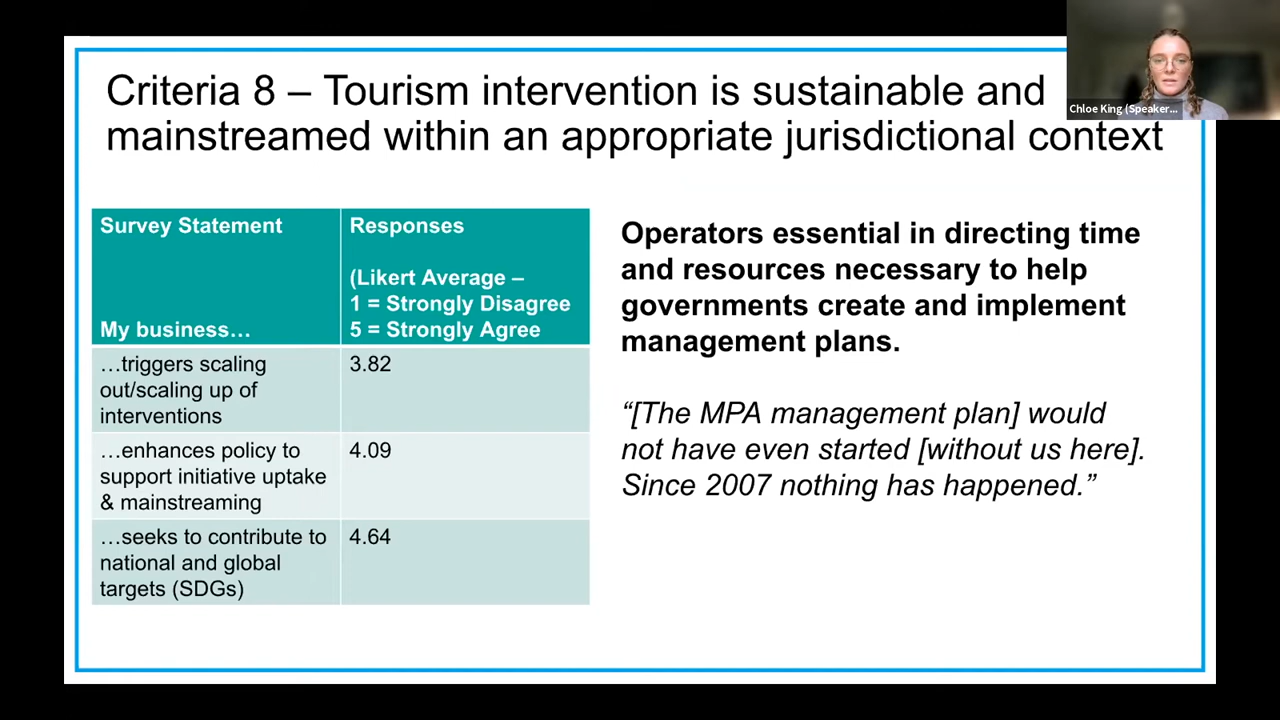 Criteria 8 – Tourism intervention is sustainable and
mainstreamed within an appropriate jurisdictional context
Chloe King (Speaker...
Survey Statement
My business…
Responses
(Likert Average –
1 = Strongly Disagree
5 = Strongly Agree
…triggers scaling
out/scaling up of
interventions
3.82
…enhances policy to
support initiative uptake
& mainstreaming
4.09
…seeks to contribute to
national and global
targets (SDGs)
4.64
Operators essential in directing time
and resources necessary to help
governments create and implement
management plans.
“[The MPA management plan] would
not have even started [without us here].
Since 2007 nothing has happened.”